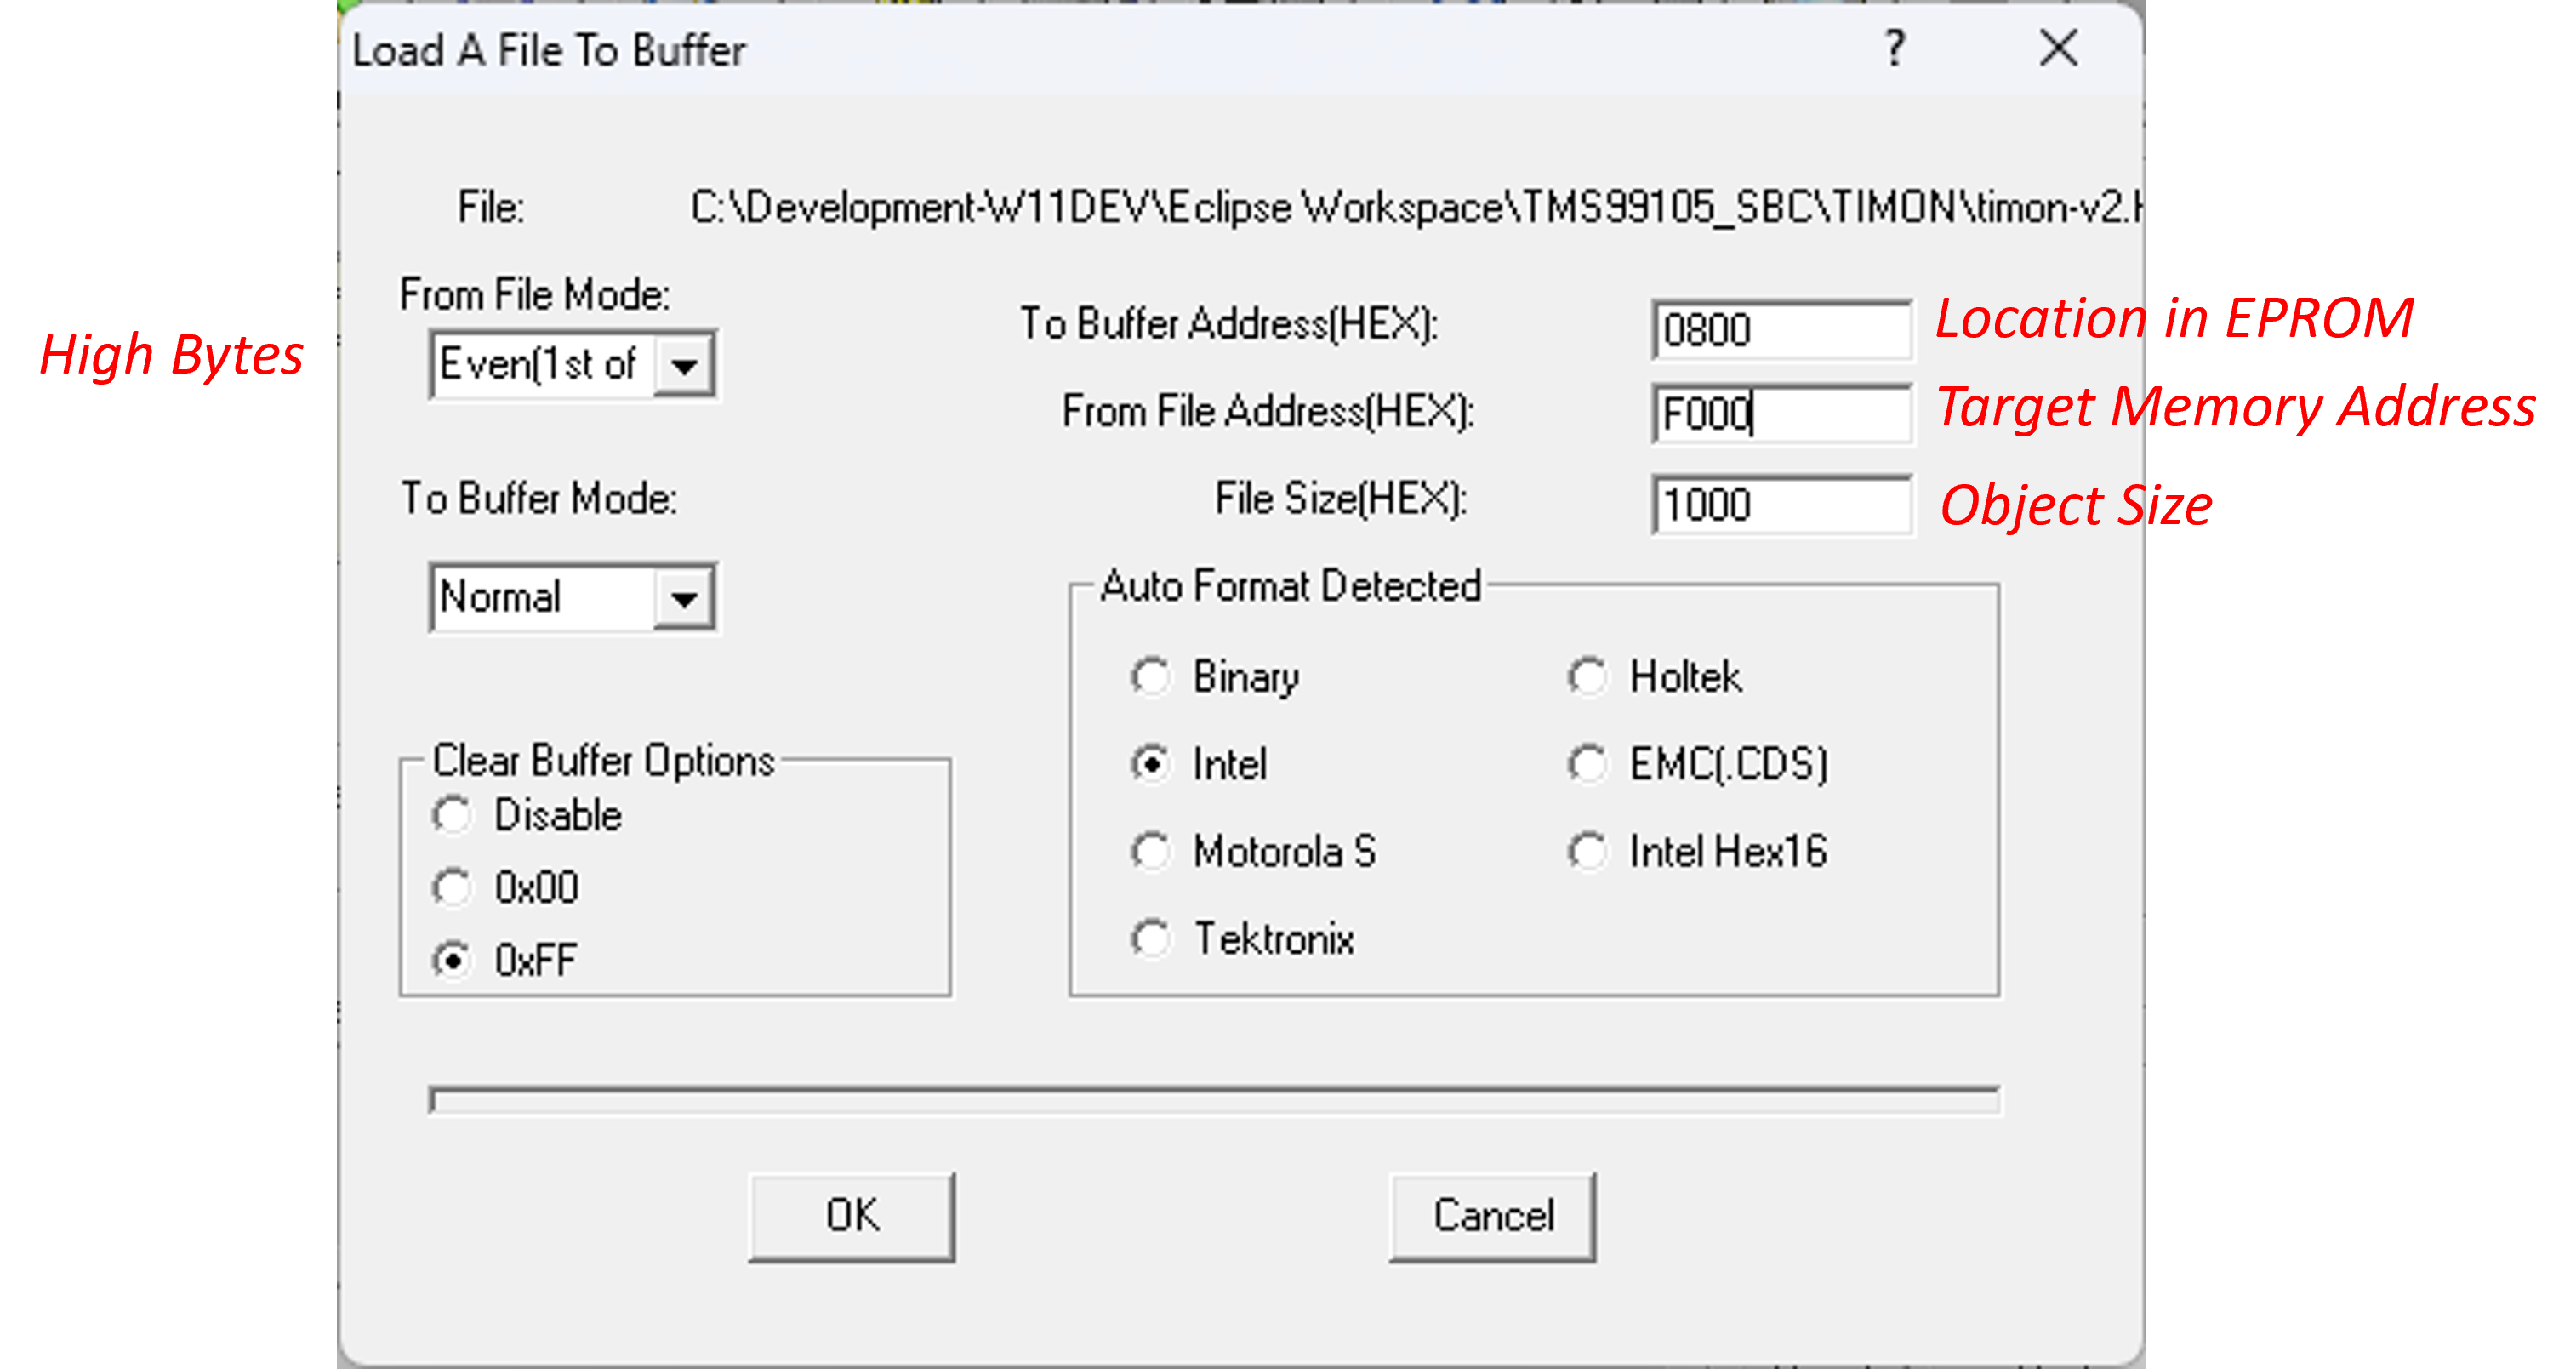 Load A File To Buffer
?
File: C:\Development-W11DEV\Eclipse Workspace\TMS99105_SBC\TIMON\timon-v2.
From File Mode:
High Bytes
Even(1st of
To Buffer Address(HEX): 0800 Location in EPROM
From File Address(HEX): F000 Target Memory Address
To Buffer Mode:
File Size(HEX): 1000 Object Size
Normal
Auto Format Detected
Binary
Holtek
Intel
EMC(.CDS)
Motorola S
Intel Hex16
Tektronix
Clear Buffer Options
Disable
0x00
0xFF
OK
Cancel